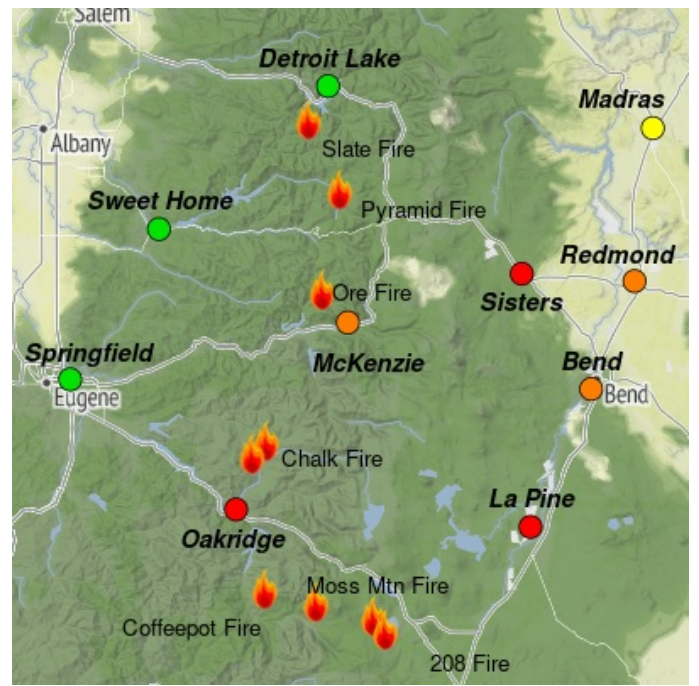 Salem
Detroit Lake
Madras
Albany
Slate Fire
Sweet Home
Pyramid Fire
Redmond
Ore Fire
Sisters
Springfield
McKenzie
Bend
Eugene
Bend
Chalk Fire
La Pine
Oakridge
Moss Mtn Fire
Coffeepot Fire
208 Fire